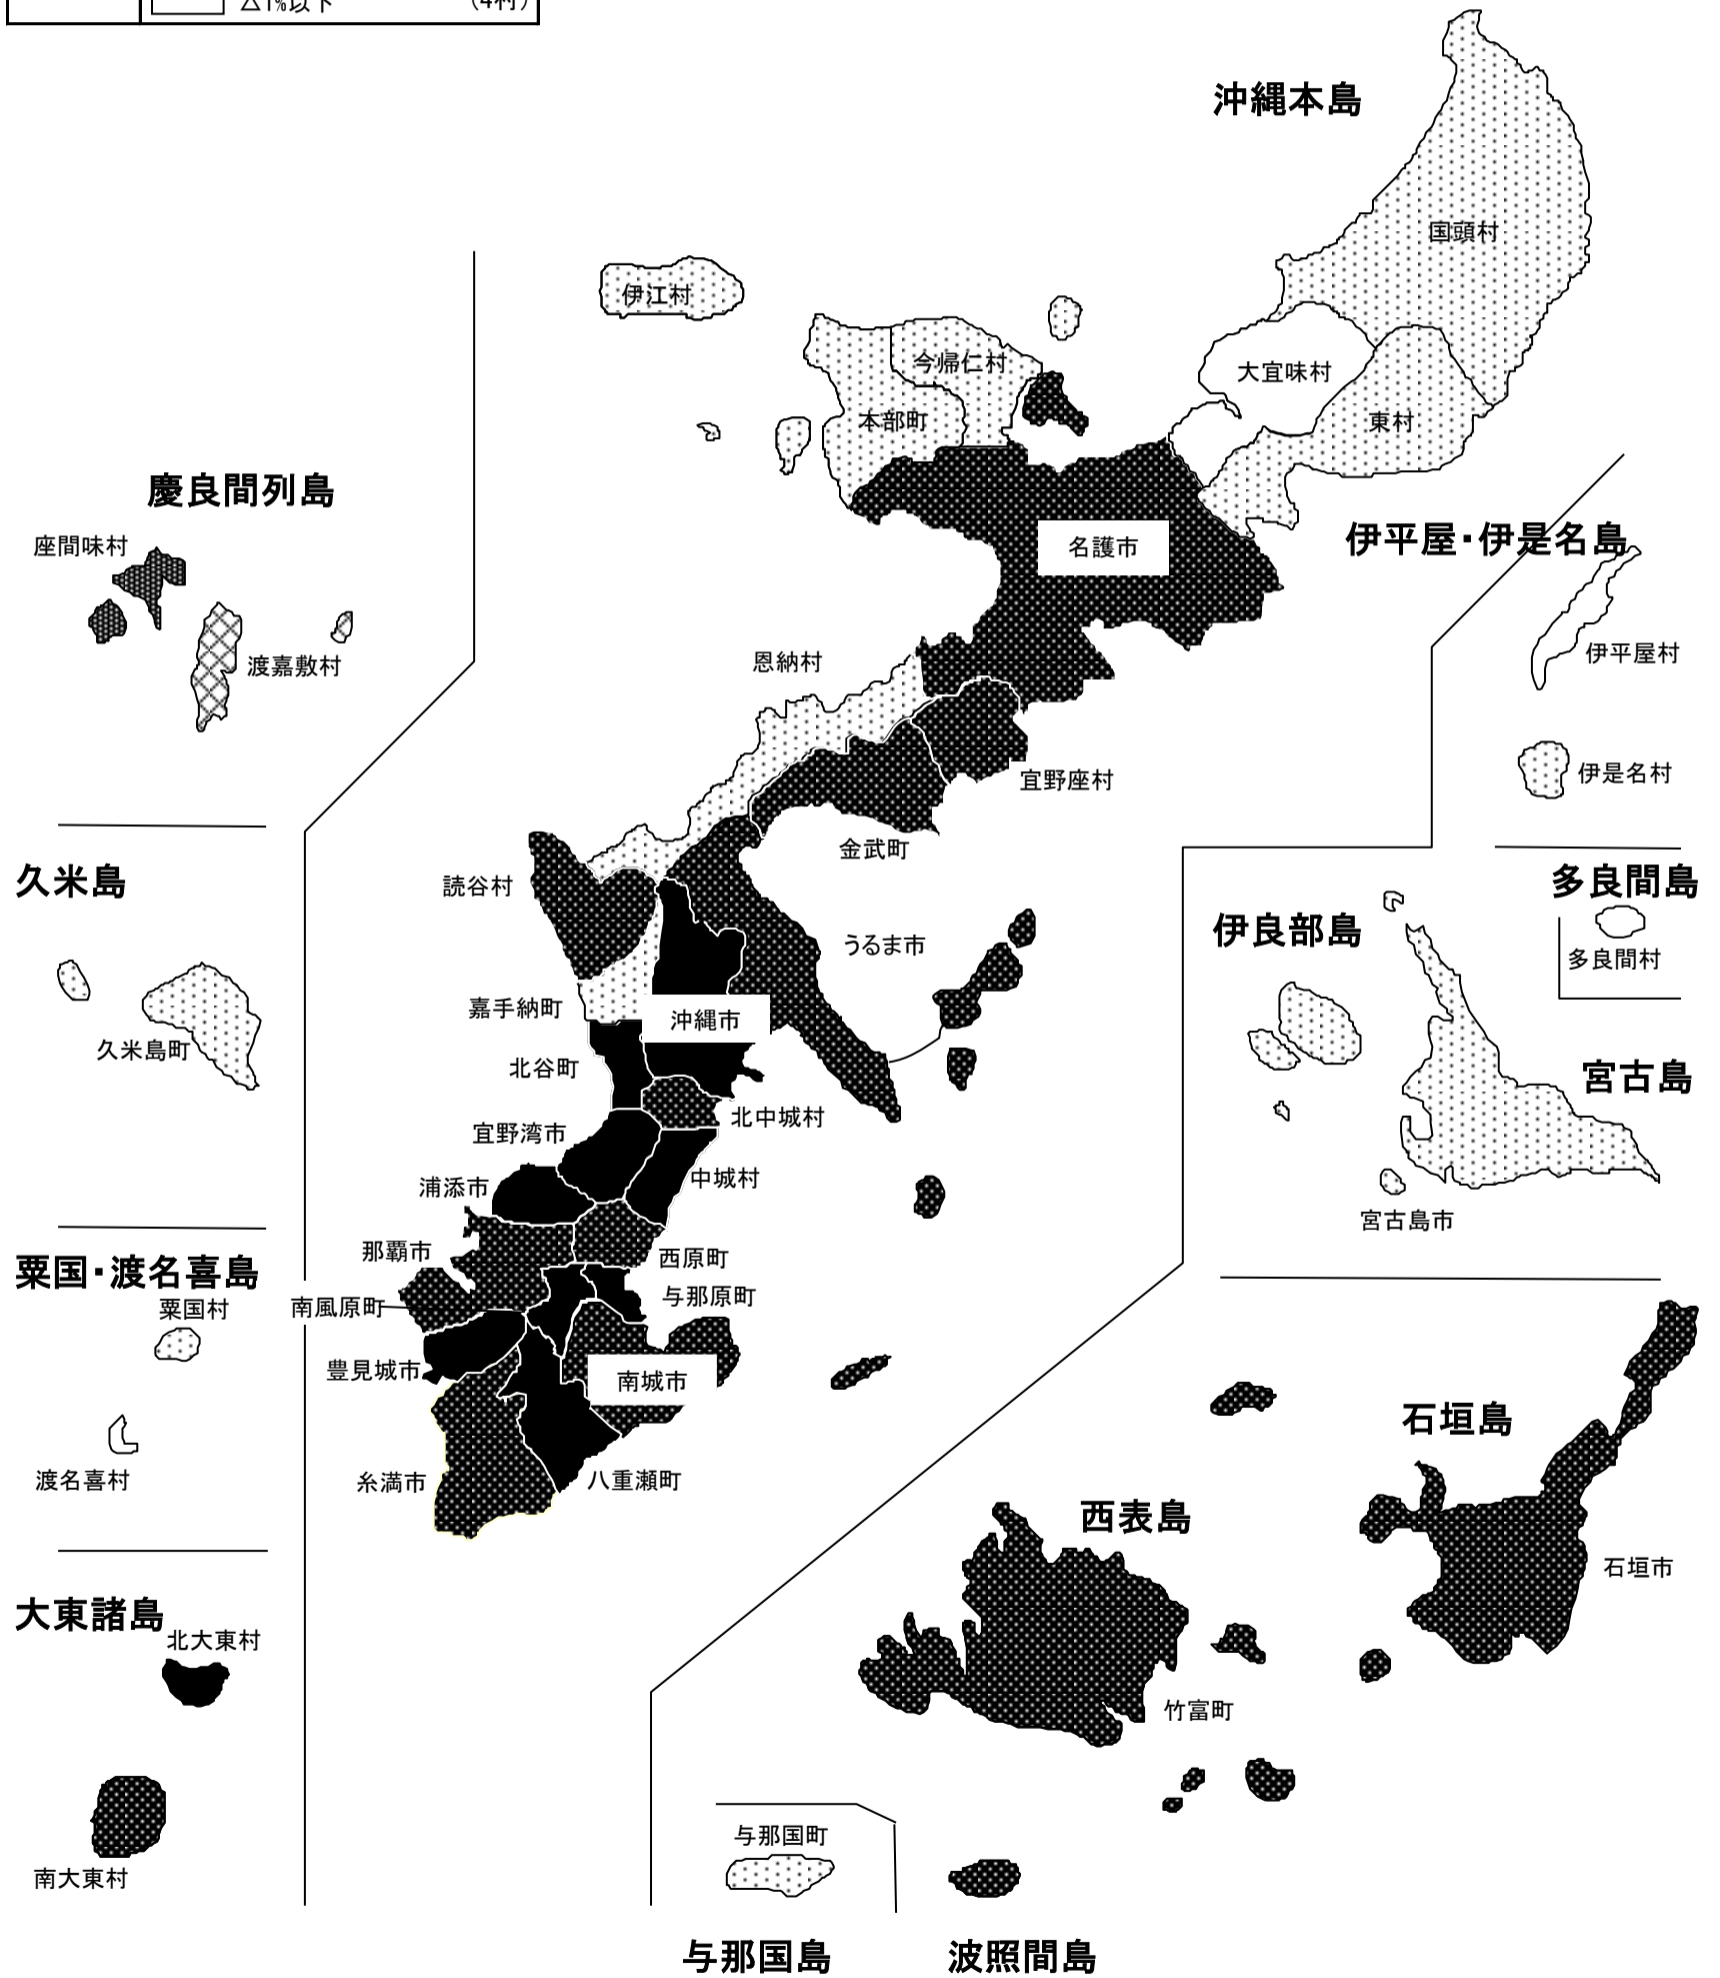 △1%以下 (4村)
沖縄本島
国頭村
伊江村
今帰仁村
大宜味村
本部町
東村
慶良間列島
座間味村
名護市
伊平屋・伊是名島
渡嘉敷村
恩納村
伊平屋村
宜野座村
伊是名村
金武町
久米島
読谷村
多良間島
伊良部島
うるま市
多良間村
嘉手納町
沖縄市
久米島町
北谷町
宮古島
北中城村
宜野湾市
中城村
浦添市
宮古島市
那覇市
西原町
粟国・渡名喜島
粟国村
南風原町
与那原町
豊見城市
南城市
石垣島
渡名喜村
糸満市
八重瀬町
西表島
石垣市
大東諸島
北大東村
竹富町
与那国町
南大東村
与那国島
波照間島